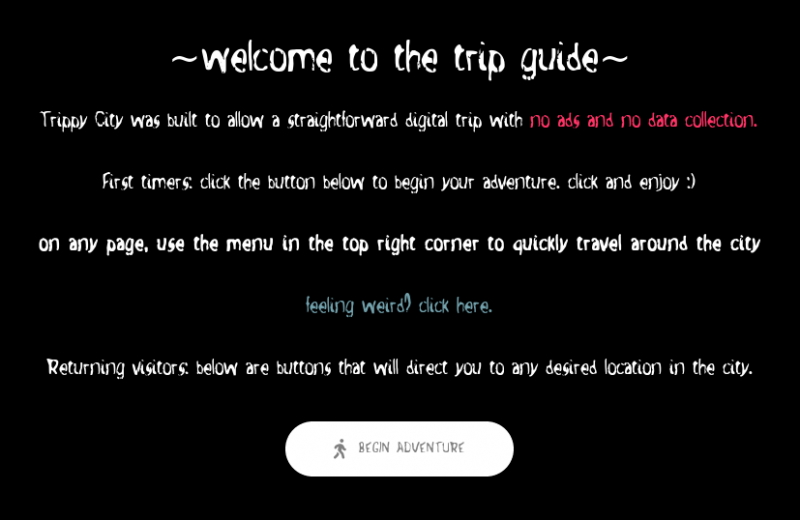 ~welcome to the trip guide~
Trippy City was built to allow a straightforward digital trip with no ads and no data collection.
First timers: click the button below to begin your adventure. click and enjoy :)
on any page, use the menu in the top right corner to quickly travel around the city
feeling weird? click here.
Returning visitors: below are buttons that will direct you to any desired location in the city.
BEGIN ADVENTURE